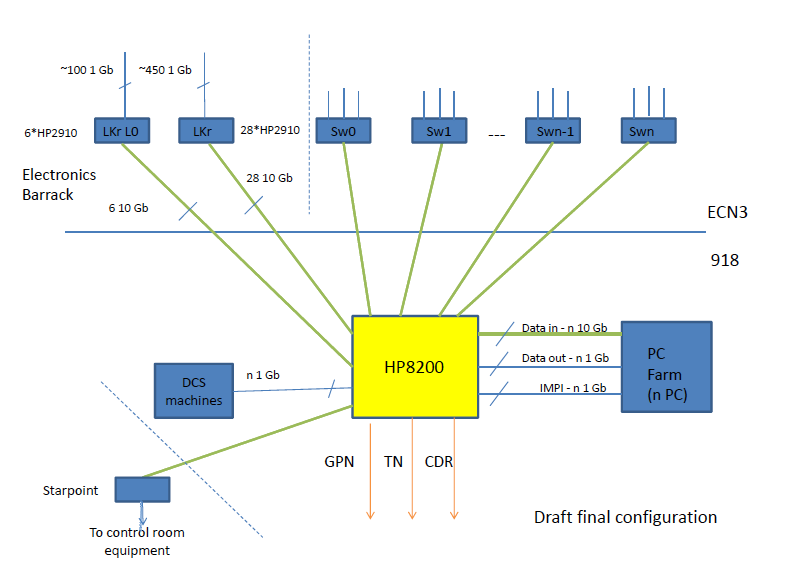 ~100 1 Gb
~450 1 Gb
6*HP2910
LKr L0
LKr
28*HP2910
Sw0
Sw1
---
Swn-1
Swn
Electronics
Barrack
28 10 Gb
6 10 Gb
ECN3
918
HP8200
Data in - n 10 Gb
Data out - n 1 Gb
IMPI - n 1 Gb
PC
Farm
(n PC)
DCS
machines
n 1 Gb
GPN
TN
CDR
Starpoint
To control room
equipment
Draft final configuration